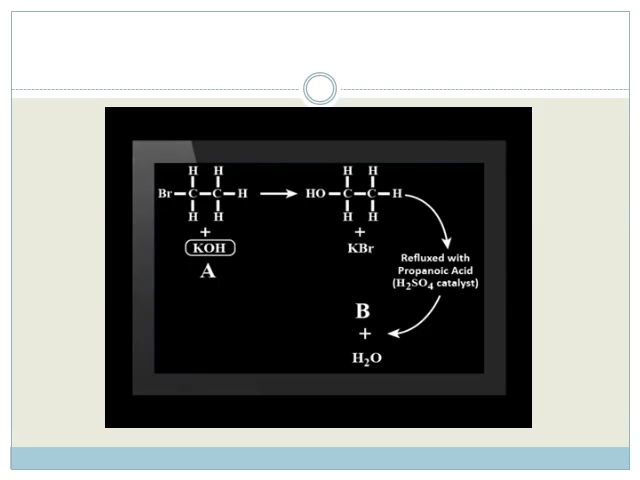 H H H H
Br C C H HO C C H
H H H H
+ +
KOH KBr
A
Refluxed with
Propanoic Acid
(H₂SO₄ catalyst)
B
+
H₂O